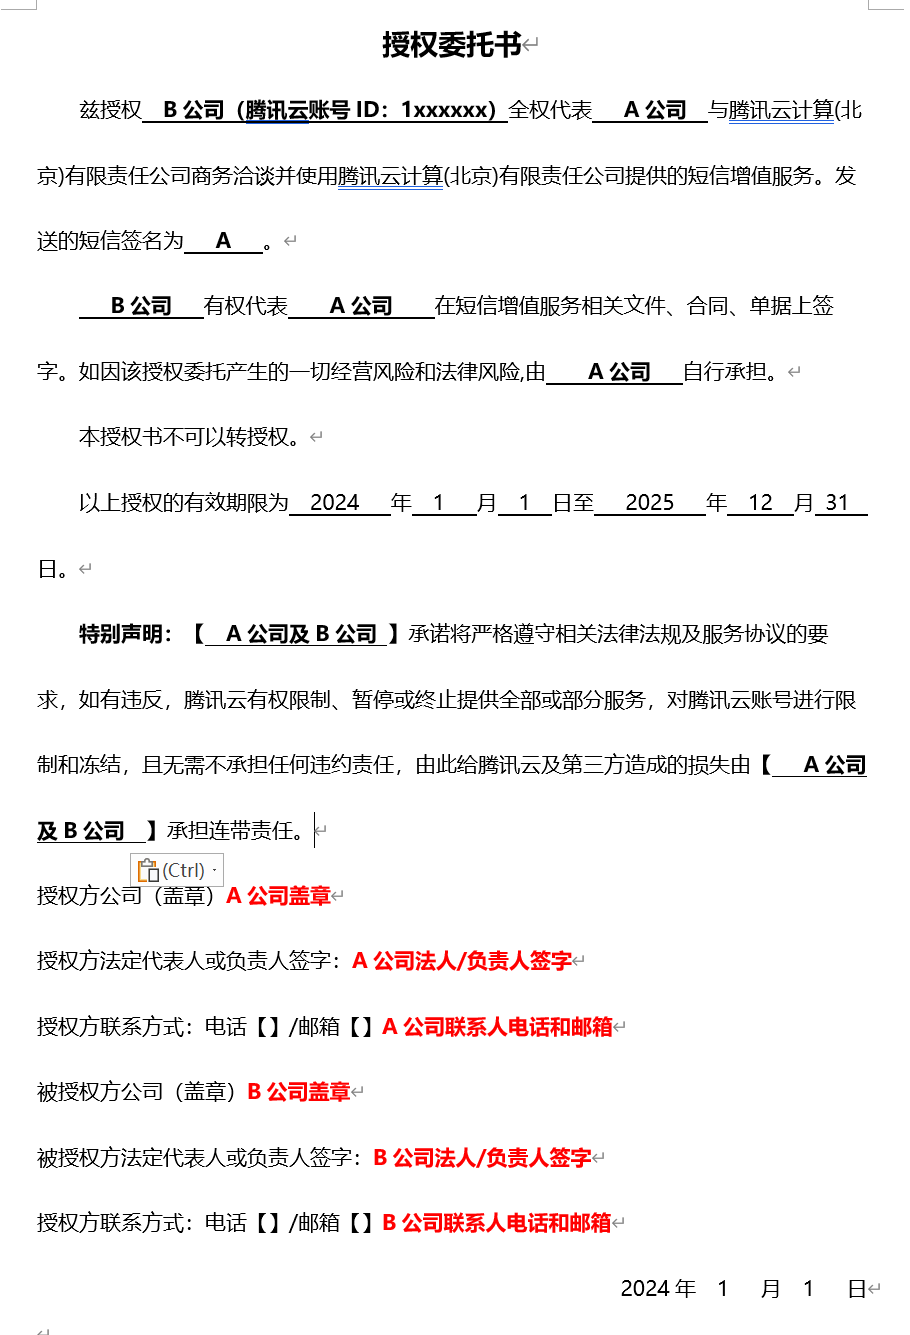 授权委托书
兹授权 B 公司（腾讯云账号 ID：1xxxxxx）全权代表 A 公司 与腾讯云计算(北
京)有限责任公司商务洽谈并使用腾讯云计算(北京)有限责任公司提供的短信增值服务。发
送的短信签名为 A 。
B 公司 有权代表 A 公司 在短信增值服务相关文件、合同、单据上签
字。如因该授权委托产生的一切经营风险和法律风险,由 A 公司 自行承担。
本授权书不可以转授权。
以上授权的有效期限为 2024 年 1 月 1 日至 2025 年 12 月 31
日。
特别声明：【 A 公司及 B 公司 】承诺将严格遵守相关法律法规及服务协议的要
求，如有违反，腾讯云有权限制、暂停或终止提供全部或部分服务，对腾讯云账号进行限
制和冻结，且无需不承担任何违约责任，由此给腾讯云及第三方造成的损失由【 A 公司
及 B 公司 】承担连带责任。
(Ctrl)
授权方公司（盖章）A 公司盖章
授权方法定代表人或负责人签字：A 公司法人/负责人签字
授权方联系方式：电话【】/邮箱【】A 公司联系人电话和邮箱
被授权方公司（盖章）B 公司盖章
被授权方法定代表人或负责人签字：B 公司法人/负责人签字
授权方联系方式：电话【】/邮箱【】B 公司联系人电话和邮箱
2024 年 1 月 1 日